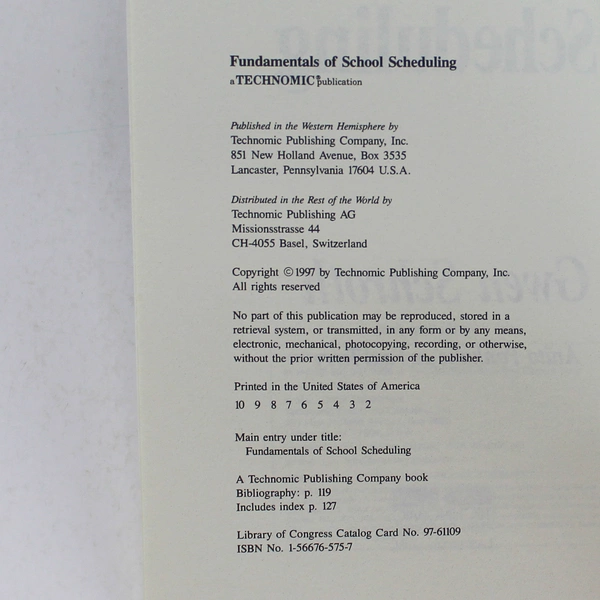 Fundamentals of School Scheduling
a TECHNOMIC® publication
Published in the Western Hemisphere by
Technomic Publishing Company, Inc.
851 New Holland Avenue, Box 3535
Lancaster, Pennsylvania 17604 U.S.A.
Distributed in the Rest of the World by
Technomic Publishing AG
Missionsstrasse 44
CH-4055 Basel, Switzerland
Copyright © 1997 by Technomic Publishing Company, Inc.
All rights reserved
No part of this publication may be reproduced, stored in a
retrieval system, or transmitted, in any form or by any means,
electronic, mechanical, photocopying, recording, or otherwise,
without the prior written permission of the publisher.
Printed in the United States of America
10 9 8 7 6 5 4 3 2
Main entry under title:
Fundamentals of School Scheduling
A Technomic Publishing Company book
Bibliography: p. 119
Includes index p. 127
Library of Congress Catalog Card No. 97-61109
ISBN No. 1-56676-575-7